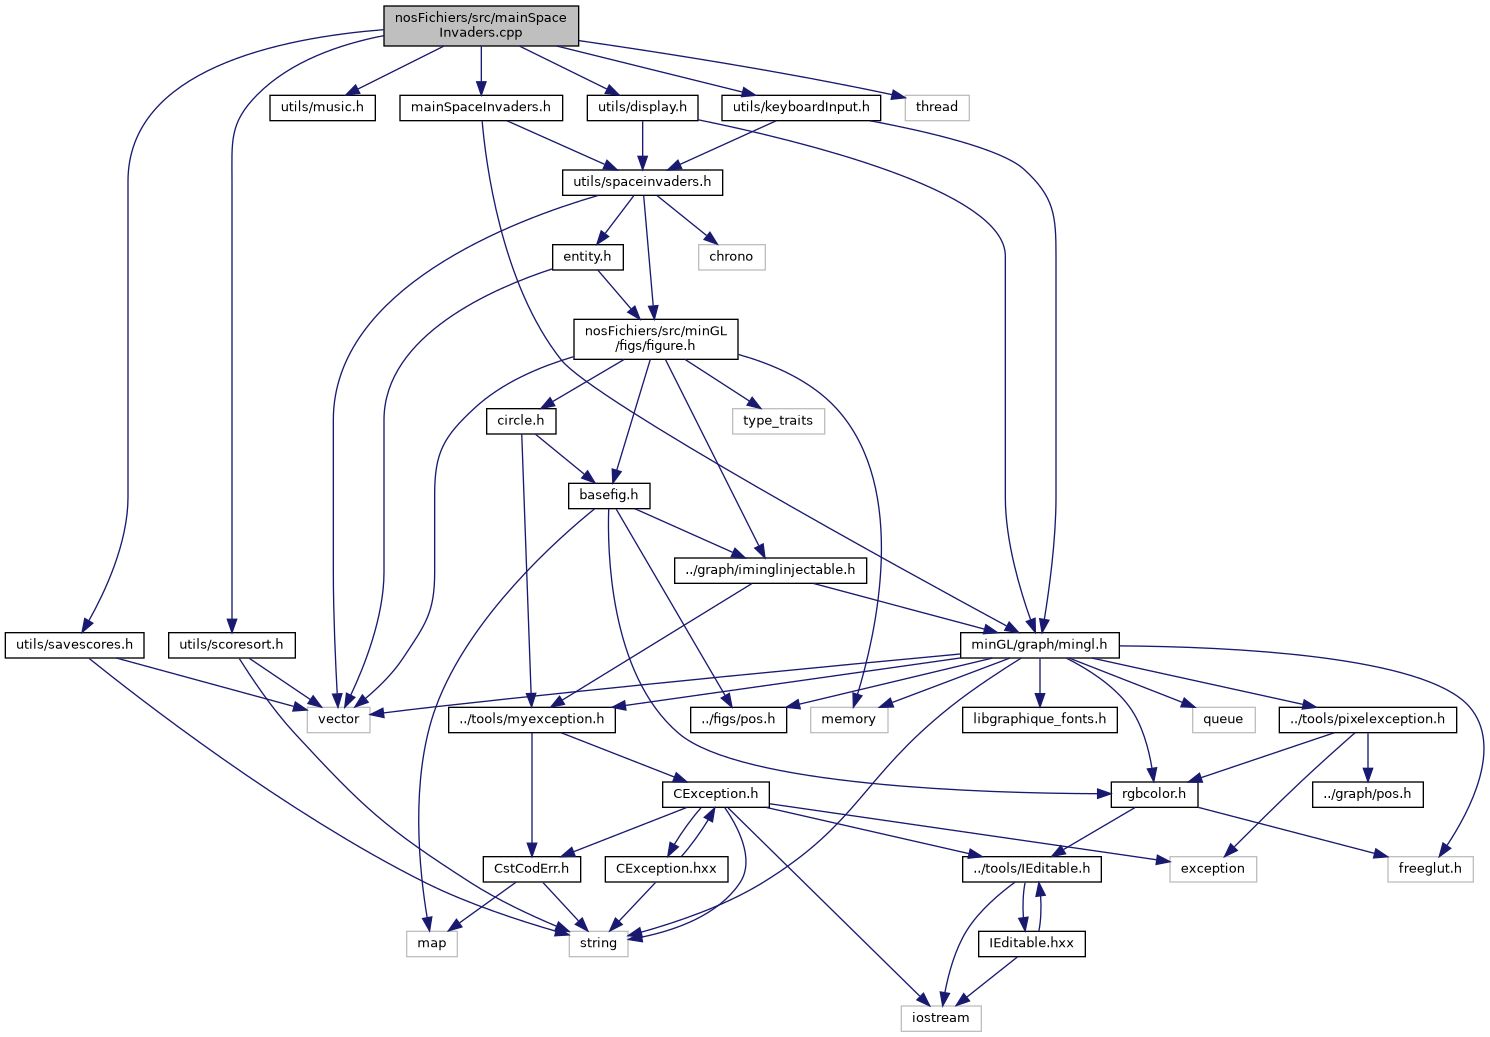 nosFichiers/src/mainSpace
Invaders.cpp
utils/music.h
mainSpaceInvaders.h
utils/display.h
utils/keyboardInput.h
thread
utils/spaceinvaders.h
entity.h
chrono
nosFichiers/src/minGL
/figs/figure.h
circle.h
type_traits
basefig.h
../graph/iminglinjectable.h
utils/savescores.h
utils/scoresort.h
minGL/graph/mingl.h
vector
../tools/myexception.h
../figs/pos.h
memory
libgraphique_fonts.h
queue
../tools/pixelexception.h
CException.h
rgbcolor.h
../graph/pos.h
CstCodErr.h
CException.hxx
../tools/IEditable.h
exception
freeglut.h
map
string
IEditable.hxx
iostream